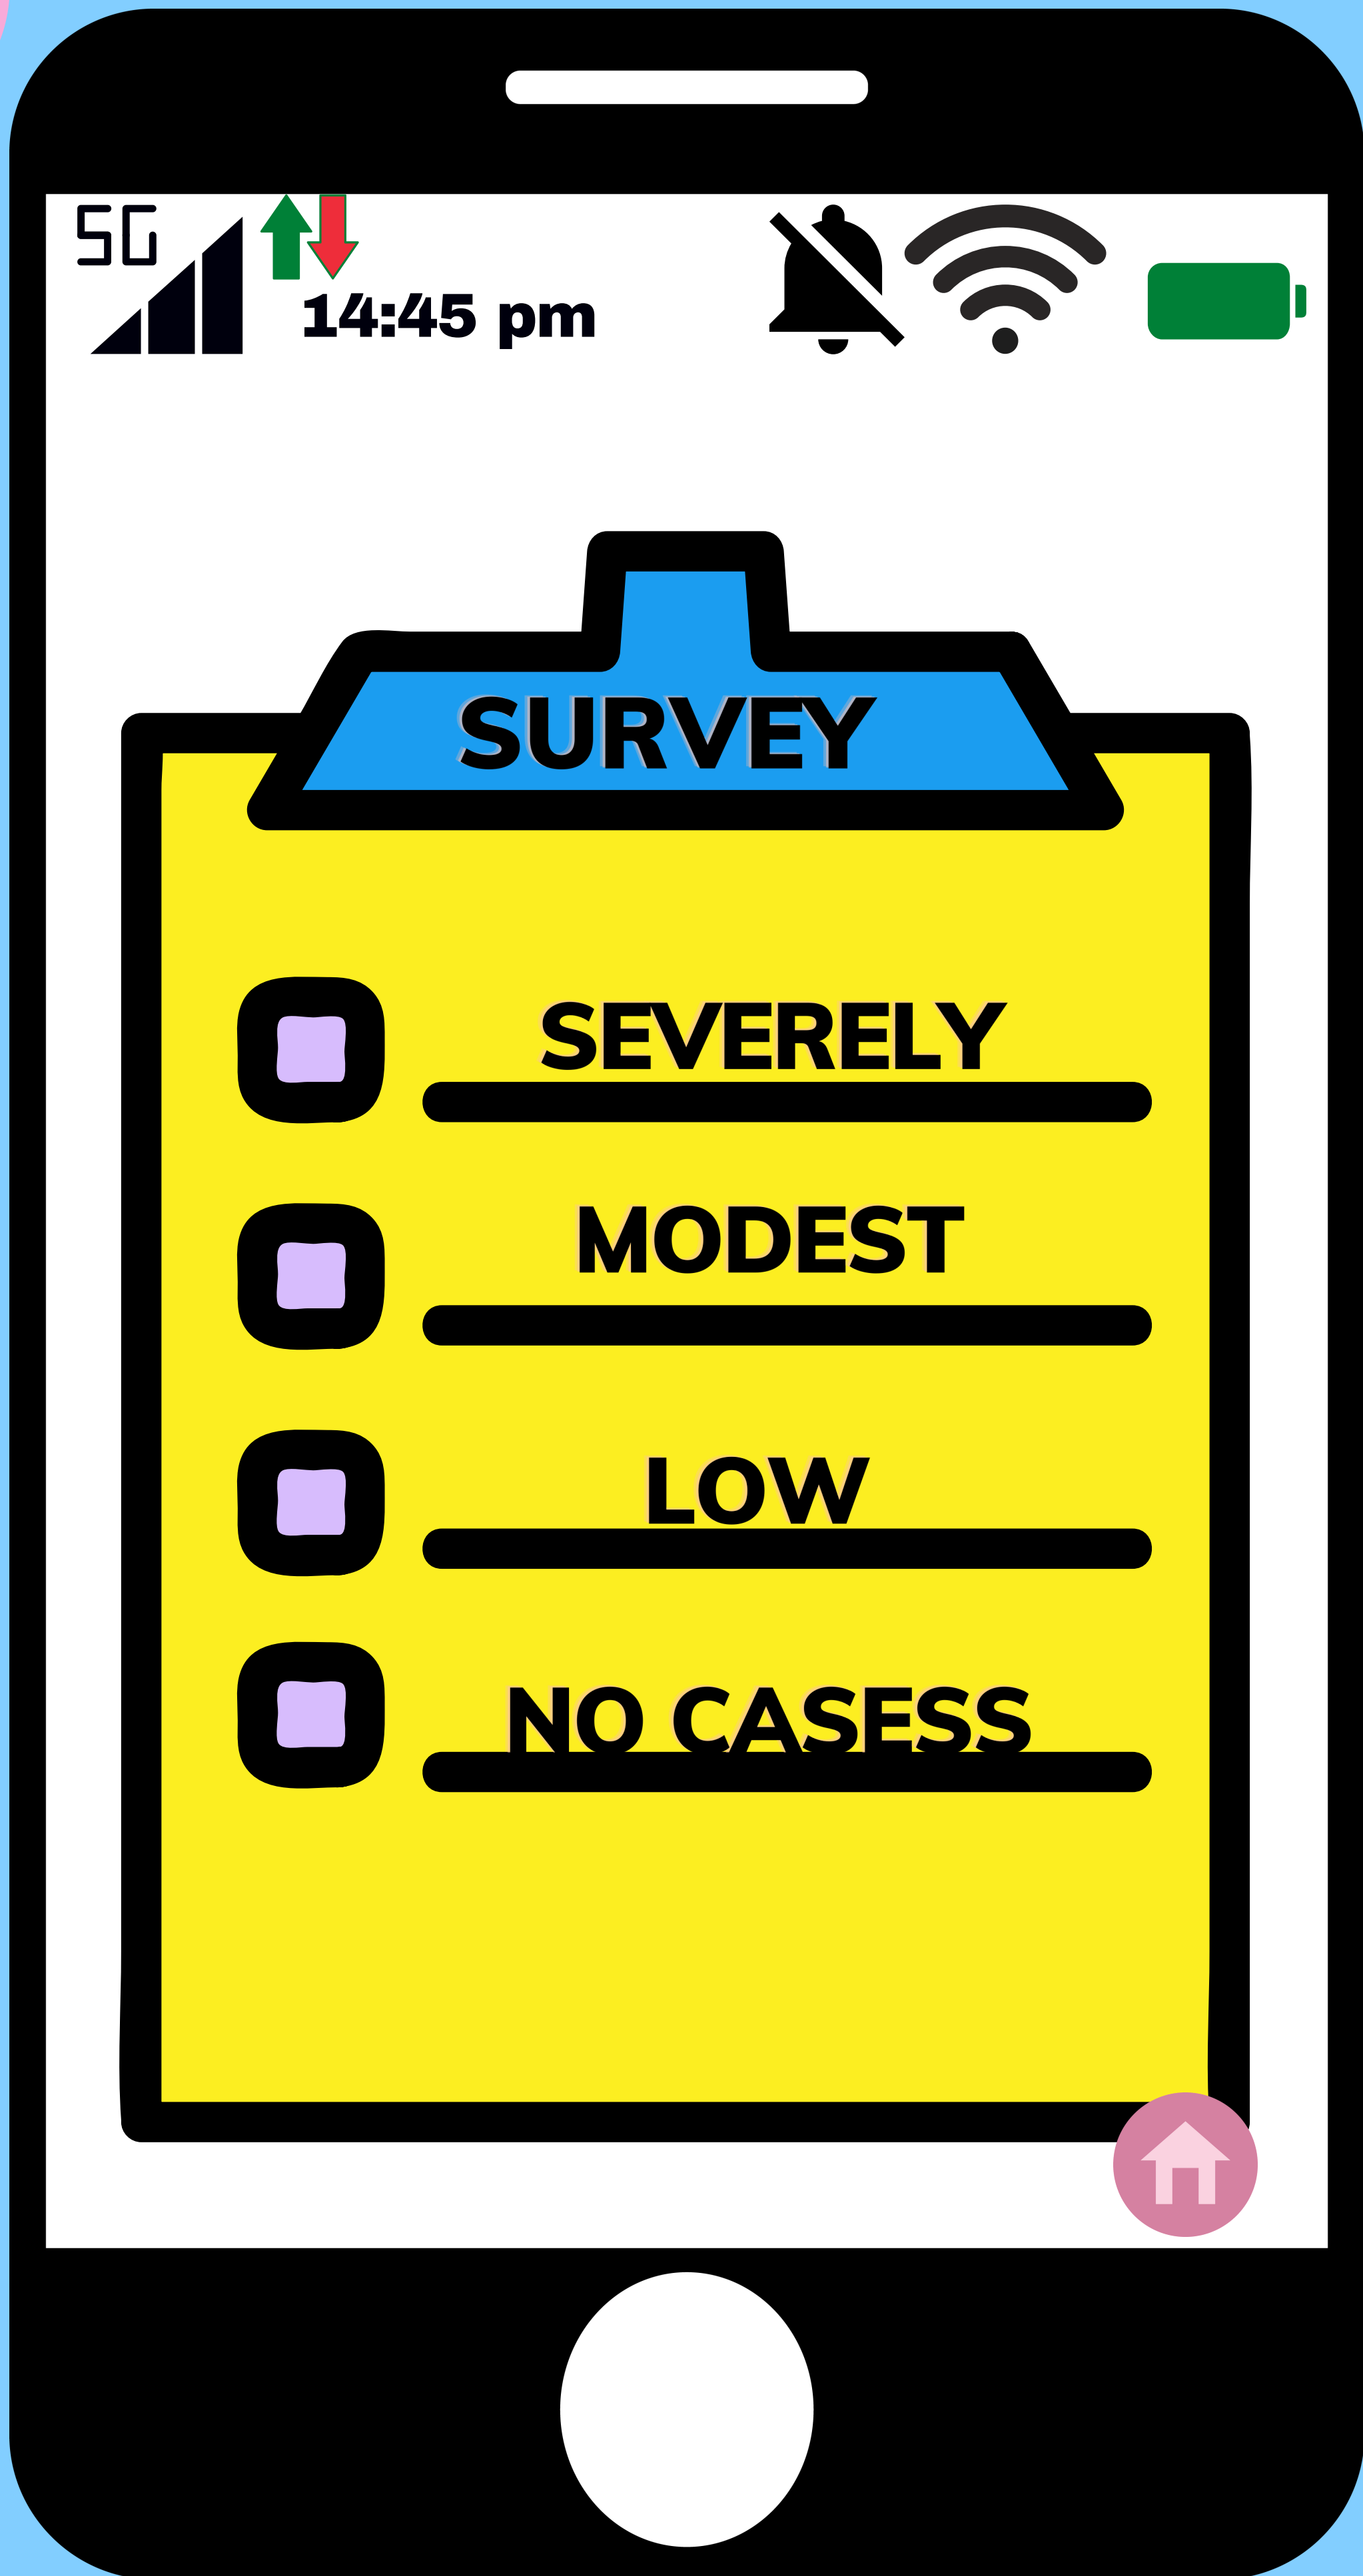 5G
14:45 pm
SURVEY
SEVERELY
MODEST
LOW
NO CASESS